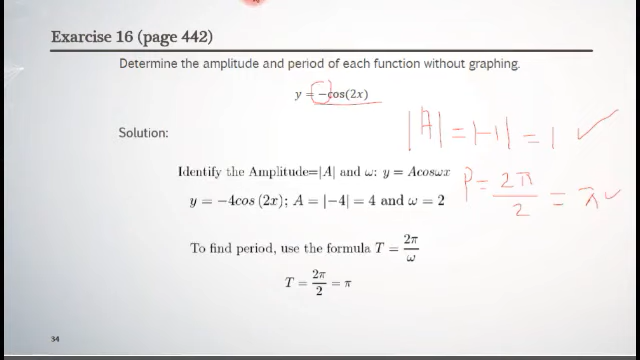 Exarcise 16 (page 442)
Determine the amplitude and period of each function without graphing.
y = −cos(2x)
Solution:
|A| = |-1| = 1 ✓
Identify the Amplitude=|A| and ω: y = Acosωx
P = 2π/2 = π ✓
y = −4cos (2x); A = |−4| = 4 and ω = 2
To find period, use the formula T = 2π/ω
T = 2π/2 = π
34